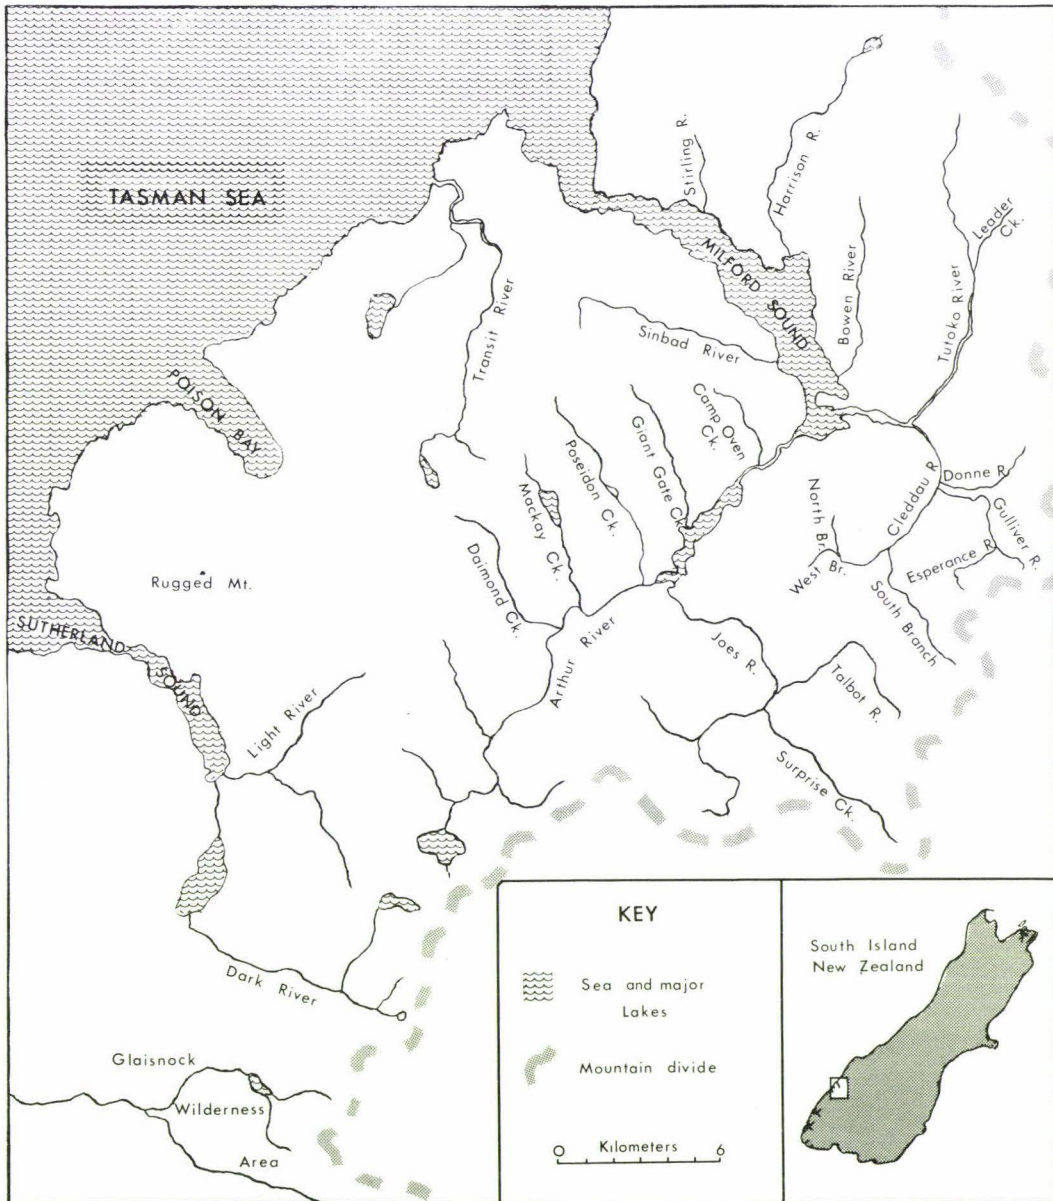 TASMAN SEA
Stirling R.
Harrison R.
Leader
Ck.
MILFORD SOUND
Bowen River
Tutoko River
Transit River
Sinbad River
POISON BAY
Camp Oven
Ck.
Giant Gate Ck.
Poseidon Ck.
Mackay Ck.
Daimond Ck.
North Br.
Cleddau R
Donne R
Gulliver R.
Esperance R
West Br.
South Branch
Rugged Mt.
SUTHERLAND
SOUND
Arthur River
Joes R.
Talbot R.
Light River
Surprise Ck.
Dark River
Glaisnock
Wilderness
Area
KEY
Sea and major
Lakes
Mountain divide
0 Kilometers 6
South Island
New Zealand